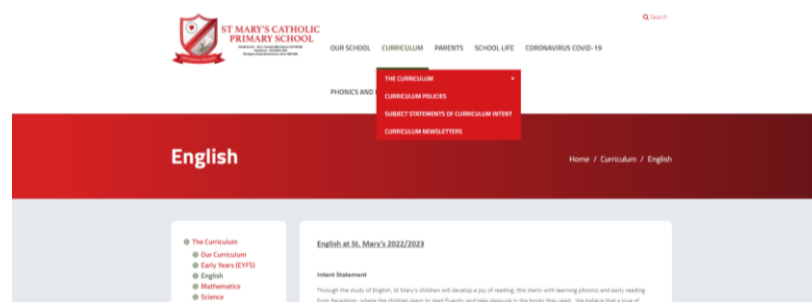 Search
ST MARY'S CATHOLIC
PRIMARY SCHOOL
OUR SCHOOL CURRICULUM PARENTS SCHOOL LIFE CORONAVIRUS COVID-19
PHONICS AND
THE CURRICULUM
CURRICULUM POLICIES
SUBJECT STATEMENTS OF CURRICULUM INTENT
CURRICULUM NEWSLETTERS
English
Home / Curriculum / English
The Curriculum
Our Curriculum
Early Years (EYFS)
English
Mathematics
Science
English at St. Mary's 2022/2023
Intent Statement
Through the study of English, St Mary's children will develop a joy of reading; this starts with learning phonics and early reading
from Reception, where the children learn to read fluently and take pleasure in the books they read. We believe that a love of